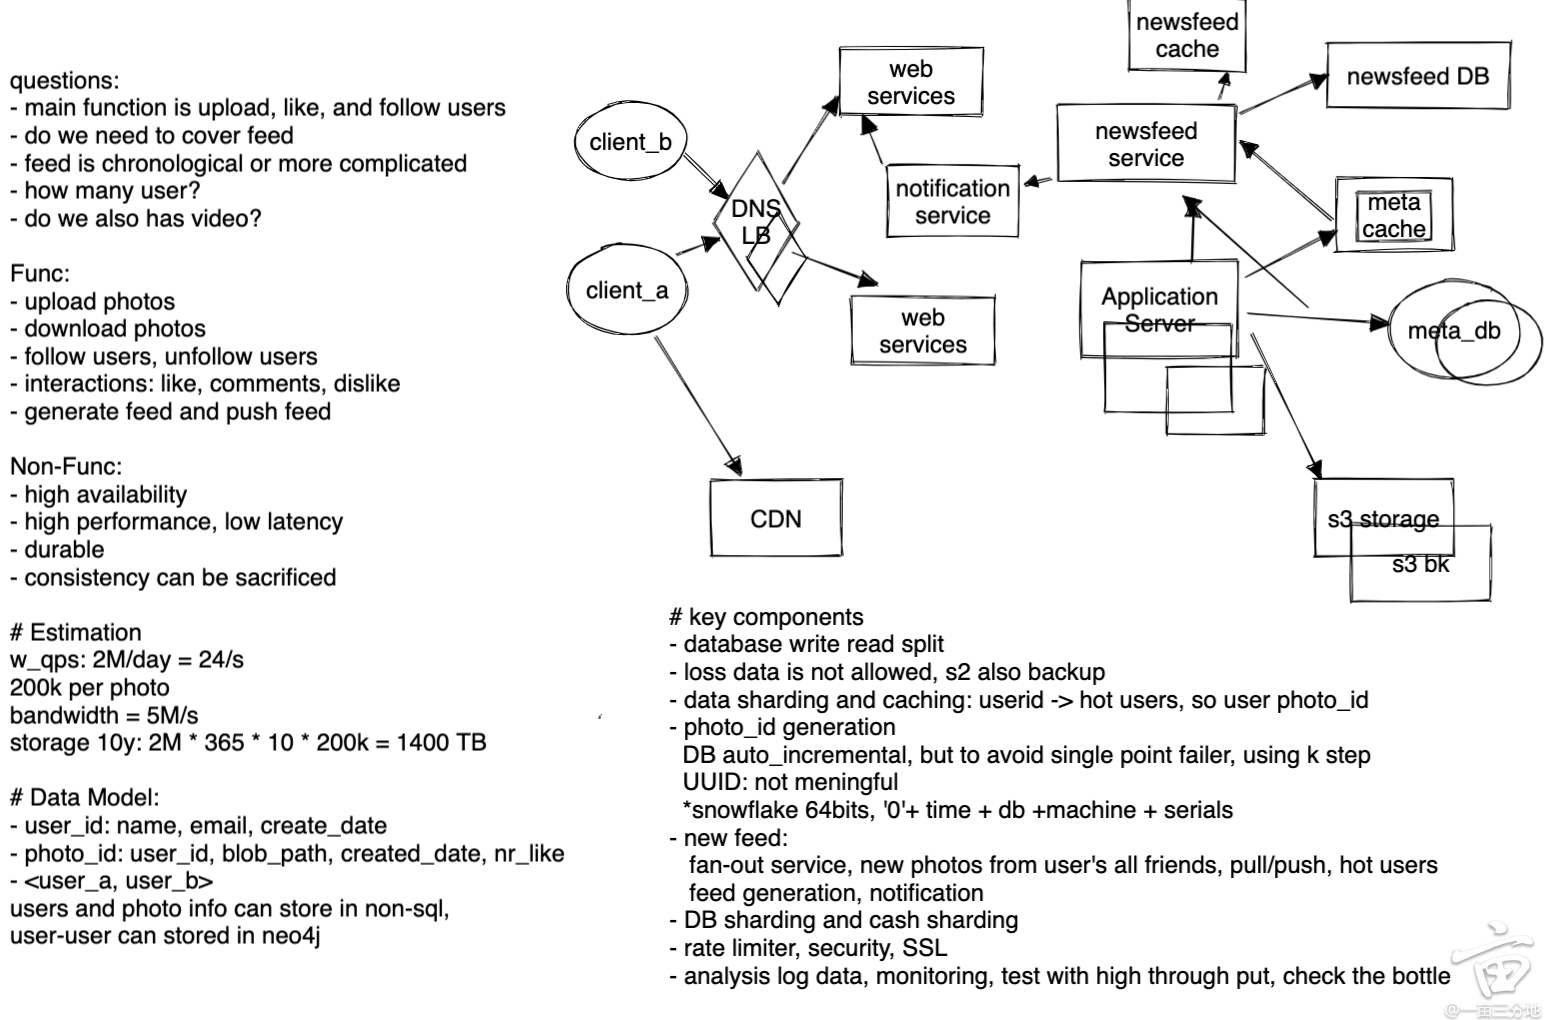 questions:
- main function is upload, like, and follow users
- do we need to cover feed
- feed is chronological or more complicated
- how many user?
- do we also has video?
Func:
- upload photos
- download photos
- follow users, unfollow users
- interactions: like, comments, dislike
- generate feed and push feed
Non-Func:
- high availability
- high performance, low latency
- durable
- consistency can be sacrificed
# Estimation
w_qps: 2M/day = 24/s
200k per photo
bandwidth = 5M/s
storage 10y: 2M * 365 * 10 * 200k = 1400 TB
# Data Model:
- user_id: name, email, create_date
- photo_id: user_id, blob_path, created_date, nr_like
- <user_a, user_b>
users and photo info can store in non-sql,
user-user can stored in neo4j
client_b
client_a
DNS
LB
web
services
web
services
CDN
notification
service
newsfeed
cache
newsfeed
service
newsfeed DB
meta
cache
Application
Server
meta_db
s3 storage
s3 bk
# key components
- database write read split
- loss data is not allowed, s2 also backup
- data sharding and caching: userid -> hot users, so user photo_id
- photo_id generation
DB auto_incremental, but to avoid single point failer, using k step
UUID: not meningful
*snowflake 64bits, '0'+ time + db +machine + serials
- new feed:
fan-out service, new photos from user's all friends, pull/push, hot users
feed generation, notification
- DB sharding and cash sharding
- rate limiter, security, SSL
- analysis log data, monitoring, test with high through put, check the bottle
亩
@一亩三分地